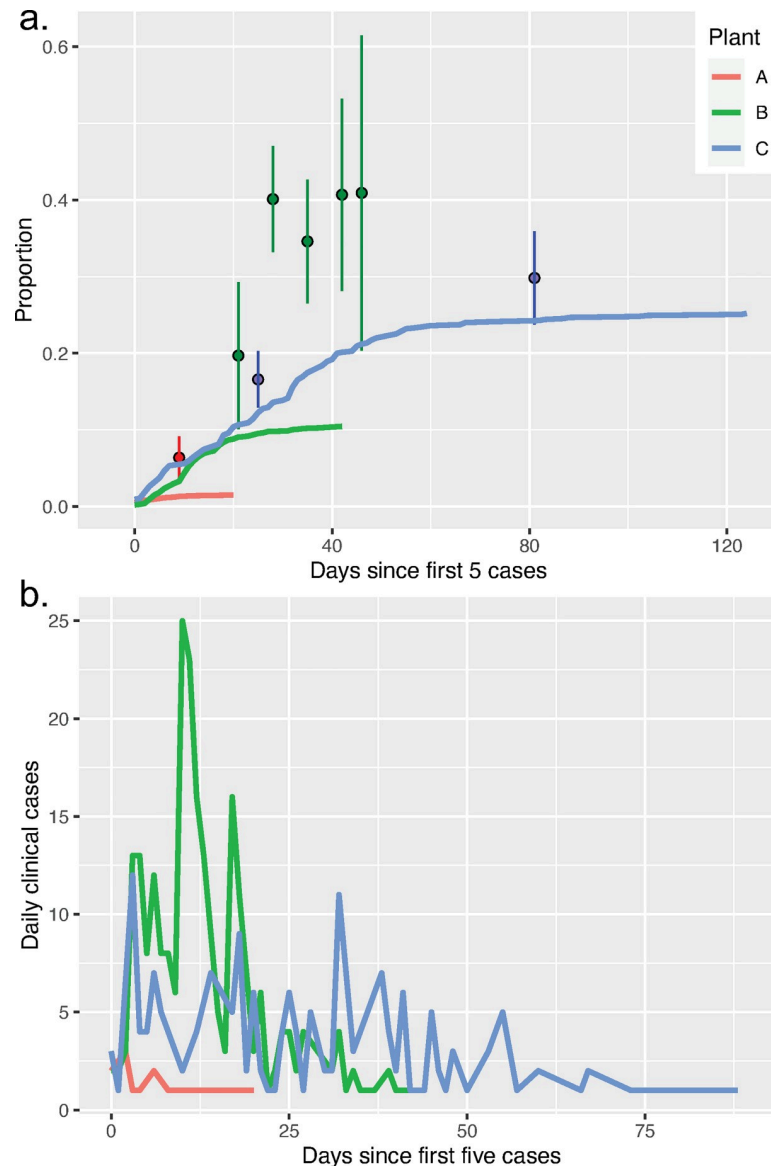 a.
Plant
A
B
C
0.6
0.4
0.2
0.0
Proportion
0 40 80 120
Days since first 5 cases
b.
25
20
15
10
5
0
Daily clinical cases
0 25 50 75
Days since first five cases